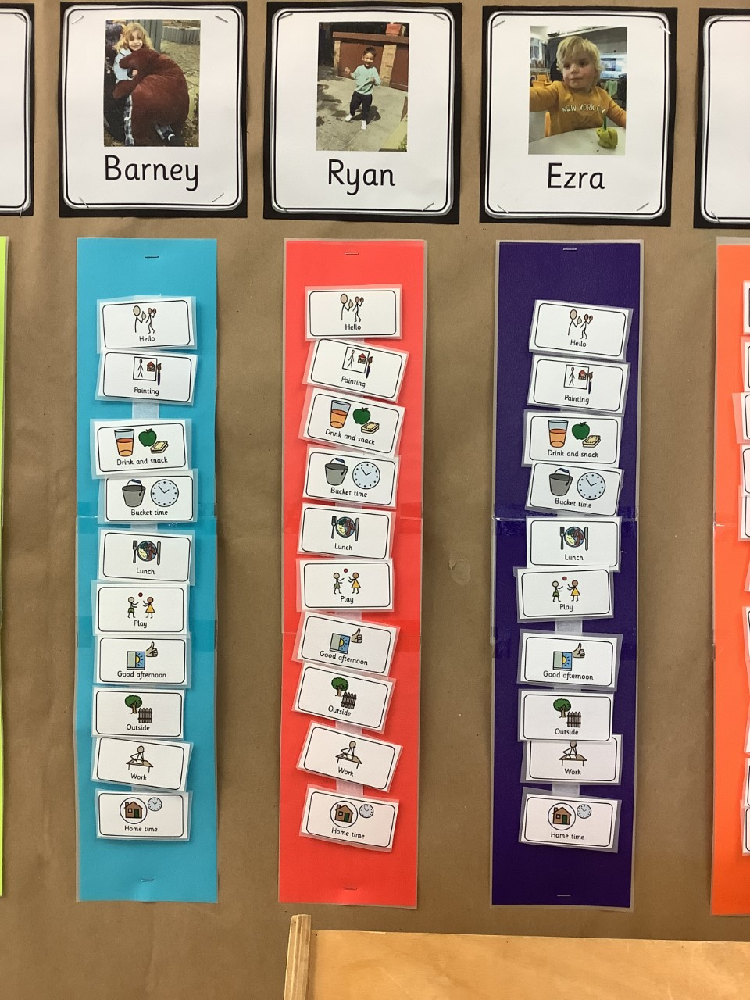 Barney
Ryan
Ezra
NEW YORK C
Hello
Painting
Drink and snack
Bucket time
Lunch
Play
Good afternoon
Outside
Work
Home time
Hello
Painting
Drink and snack
Bucket time
Lunch
Play
Good afternoon
Outside
Work
Home time
Hello
Painting
Drink and snack
Bucket time
Lunch
Play
Good afternoon
Outside
Work
Home time